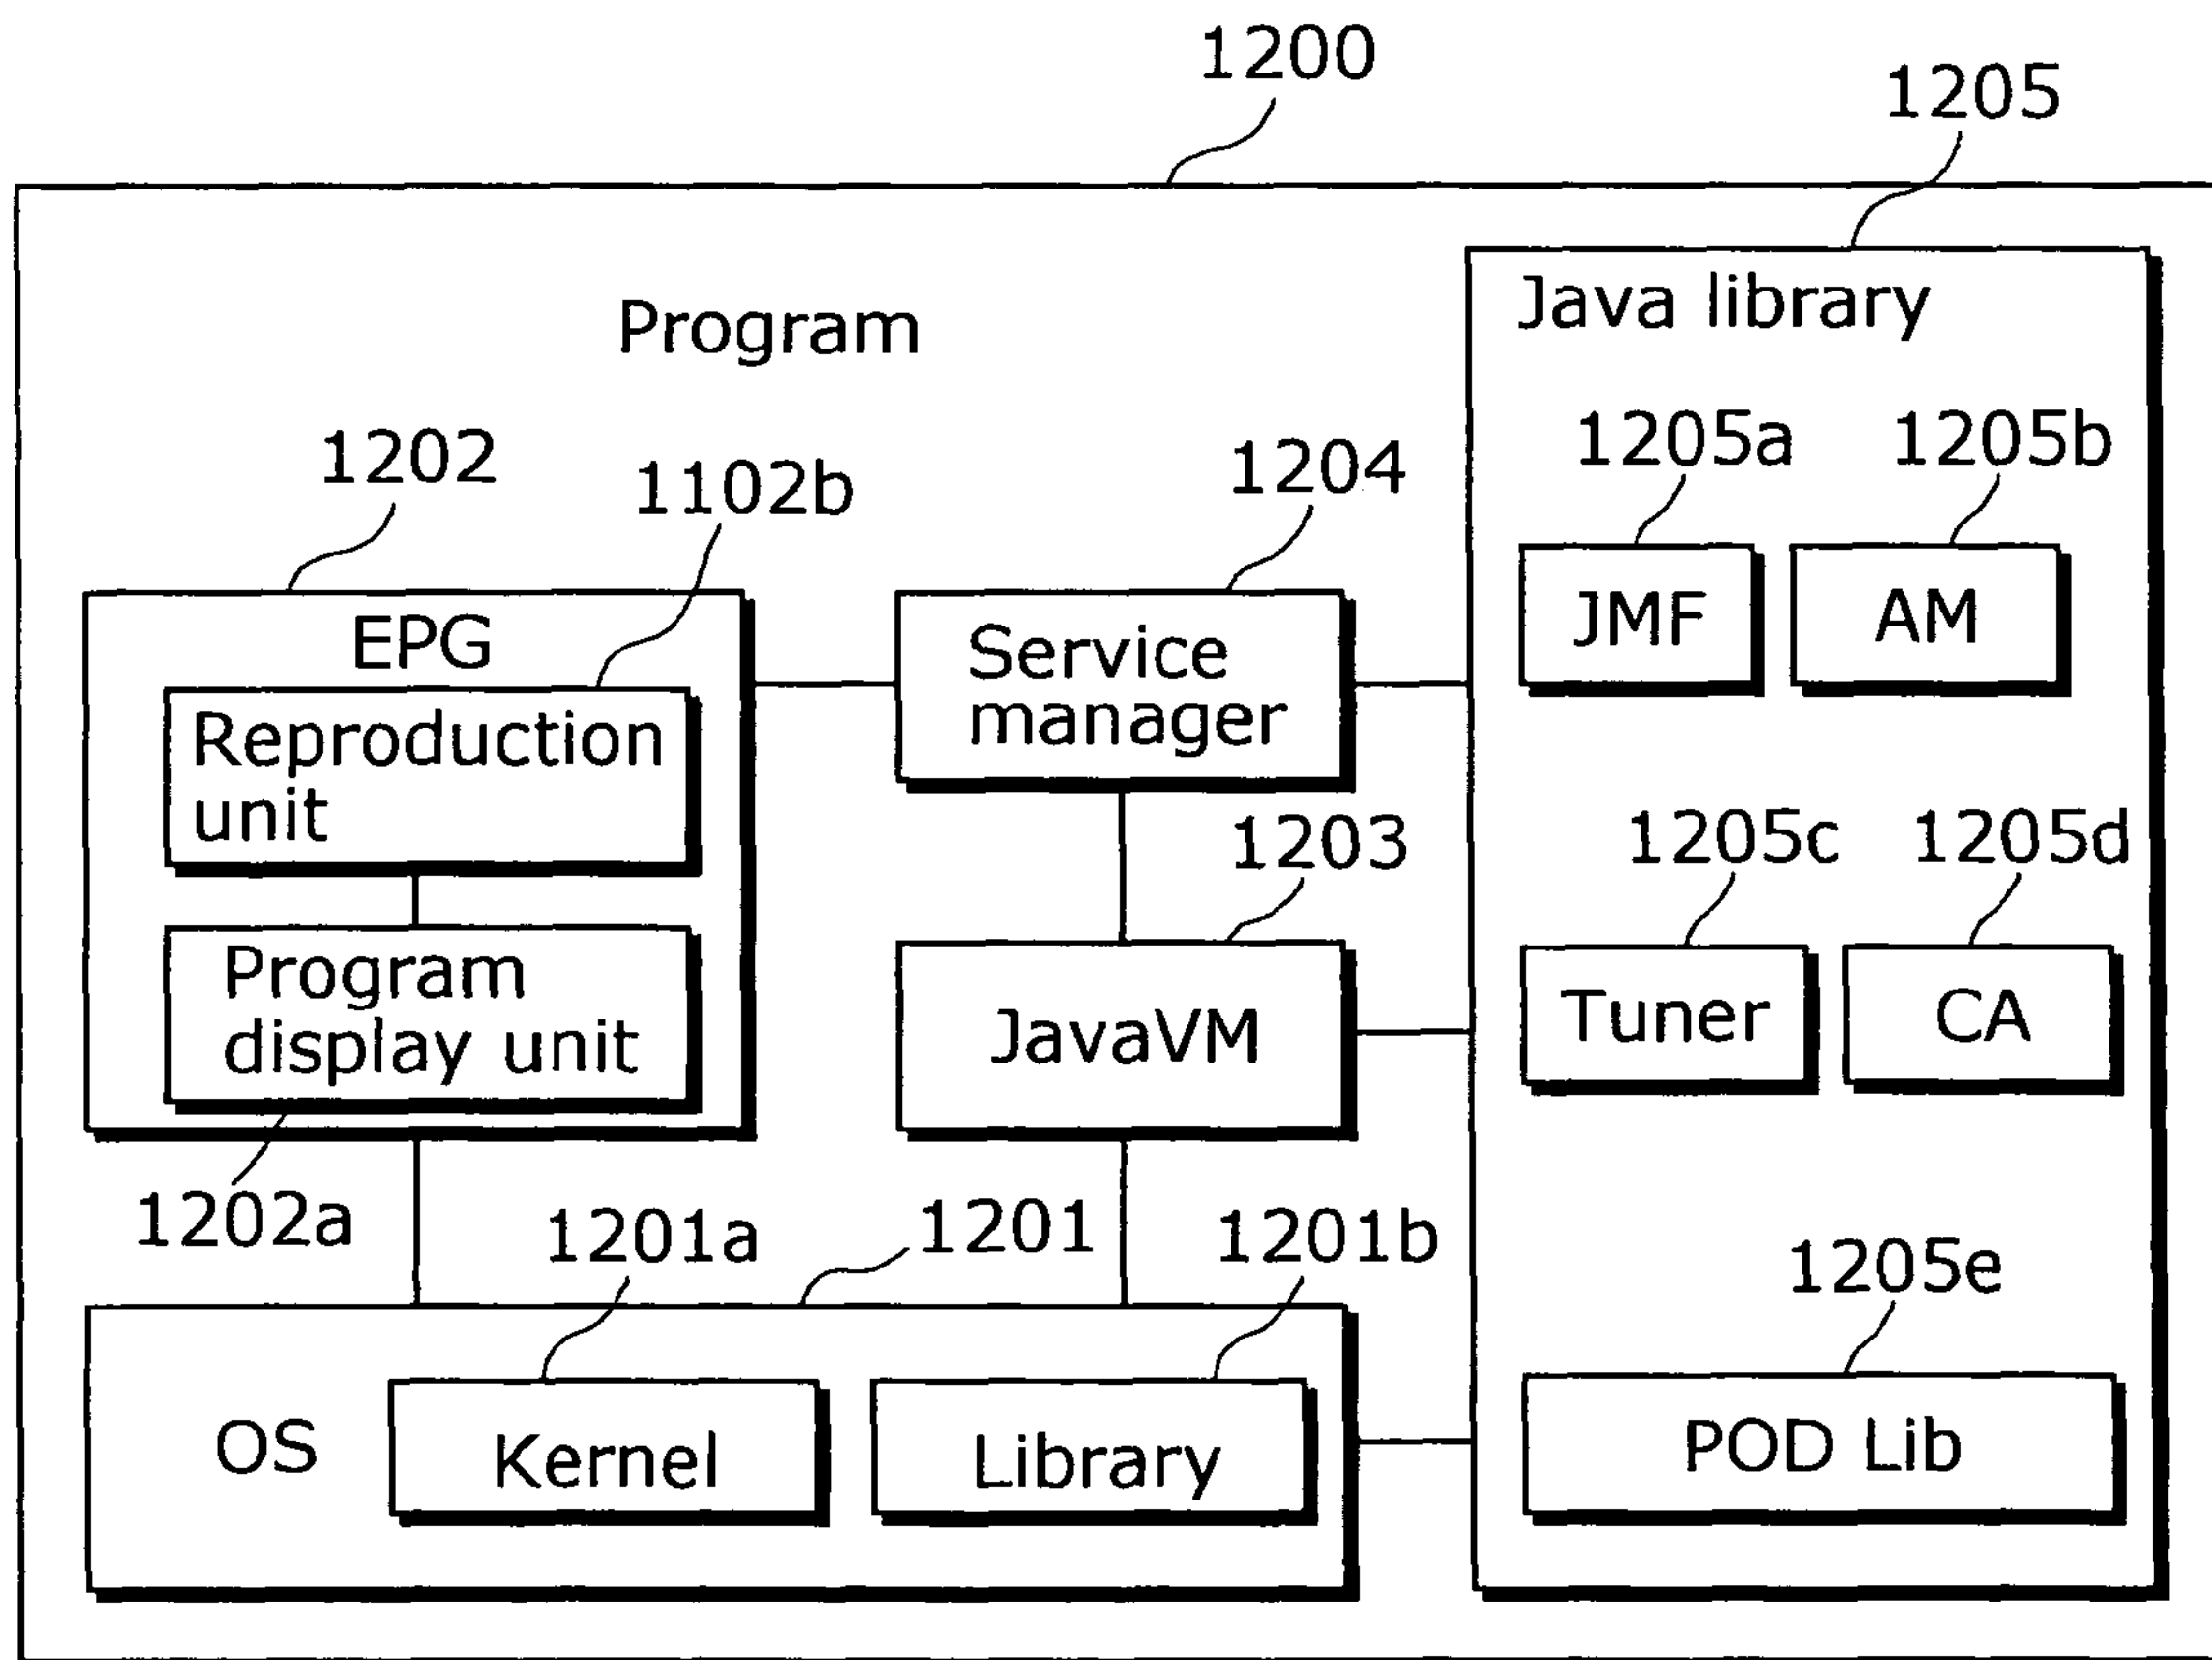 1200
1205
Program
Java library
1202
1102b
1204
1205a
1205b
EPG
Reproduction
unit
Service
manager
JMF
AM
1203
1205c
1205d
Program
display unit
JavaVM
Tuner
CA
1202a
1201a
1201
1201b
1205e
OS
Kernel
Library
POD Lib